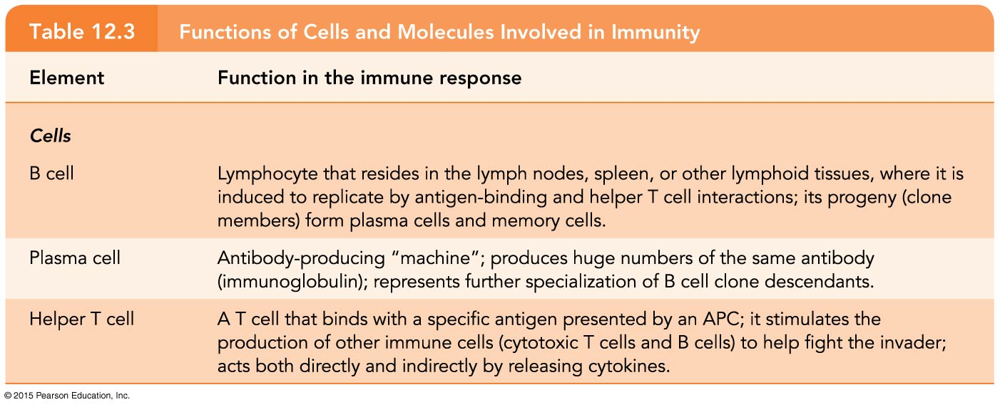 Table 12.3 Functions of Cells and Molecules Involved in Immunity
Element Function in the immune response
Cells
B cell Lymphocyte that resides in the lymph nodes, spleen, or other lymphoid tissues, where it is
induced to replicate by antigen-binding and helper T cell interactions; its progeny (clone
members) form plasma cells and memory cells.
Plasma cell Antibody-producing “machine”; produces huge numbers of the same antibody
(immunoglobulin); represents further specialization of B cell clone descendants.
Helper T cell A T cell that binds with a specific antigen presented by an APC; it stimulates the
production of other immune cells (cytotoxic T cells and B cells) to help fight the invader;
acts both directly and indirectly by releasing cytokines.
© 2015 Pearson Education, Inc.